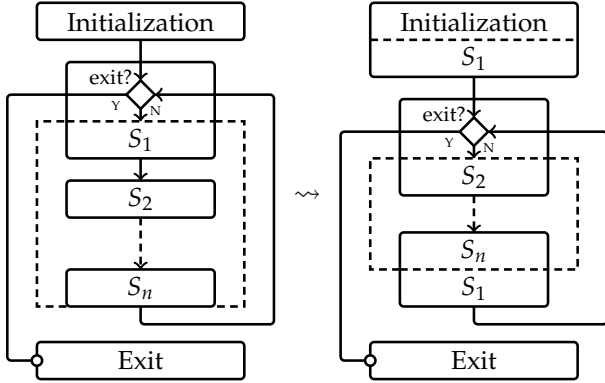 Initialization
exit?
Y
N
S1
S2
Sn
Exit
⇝
Initialization
S1
exit?
Y
N
S2
Sn
S1
Exit